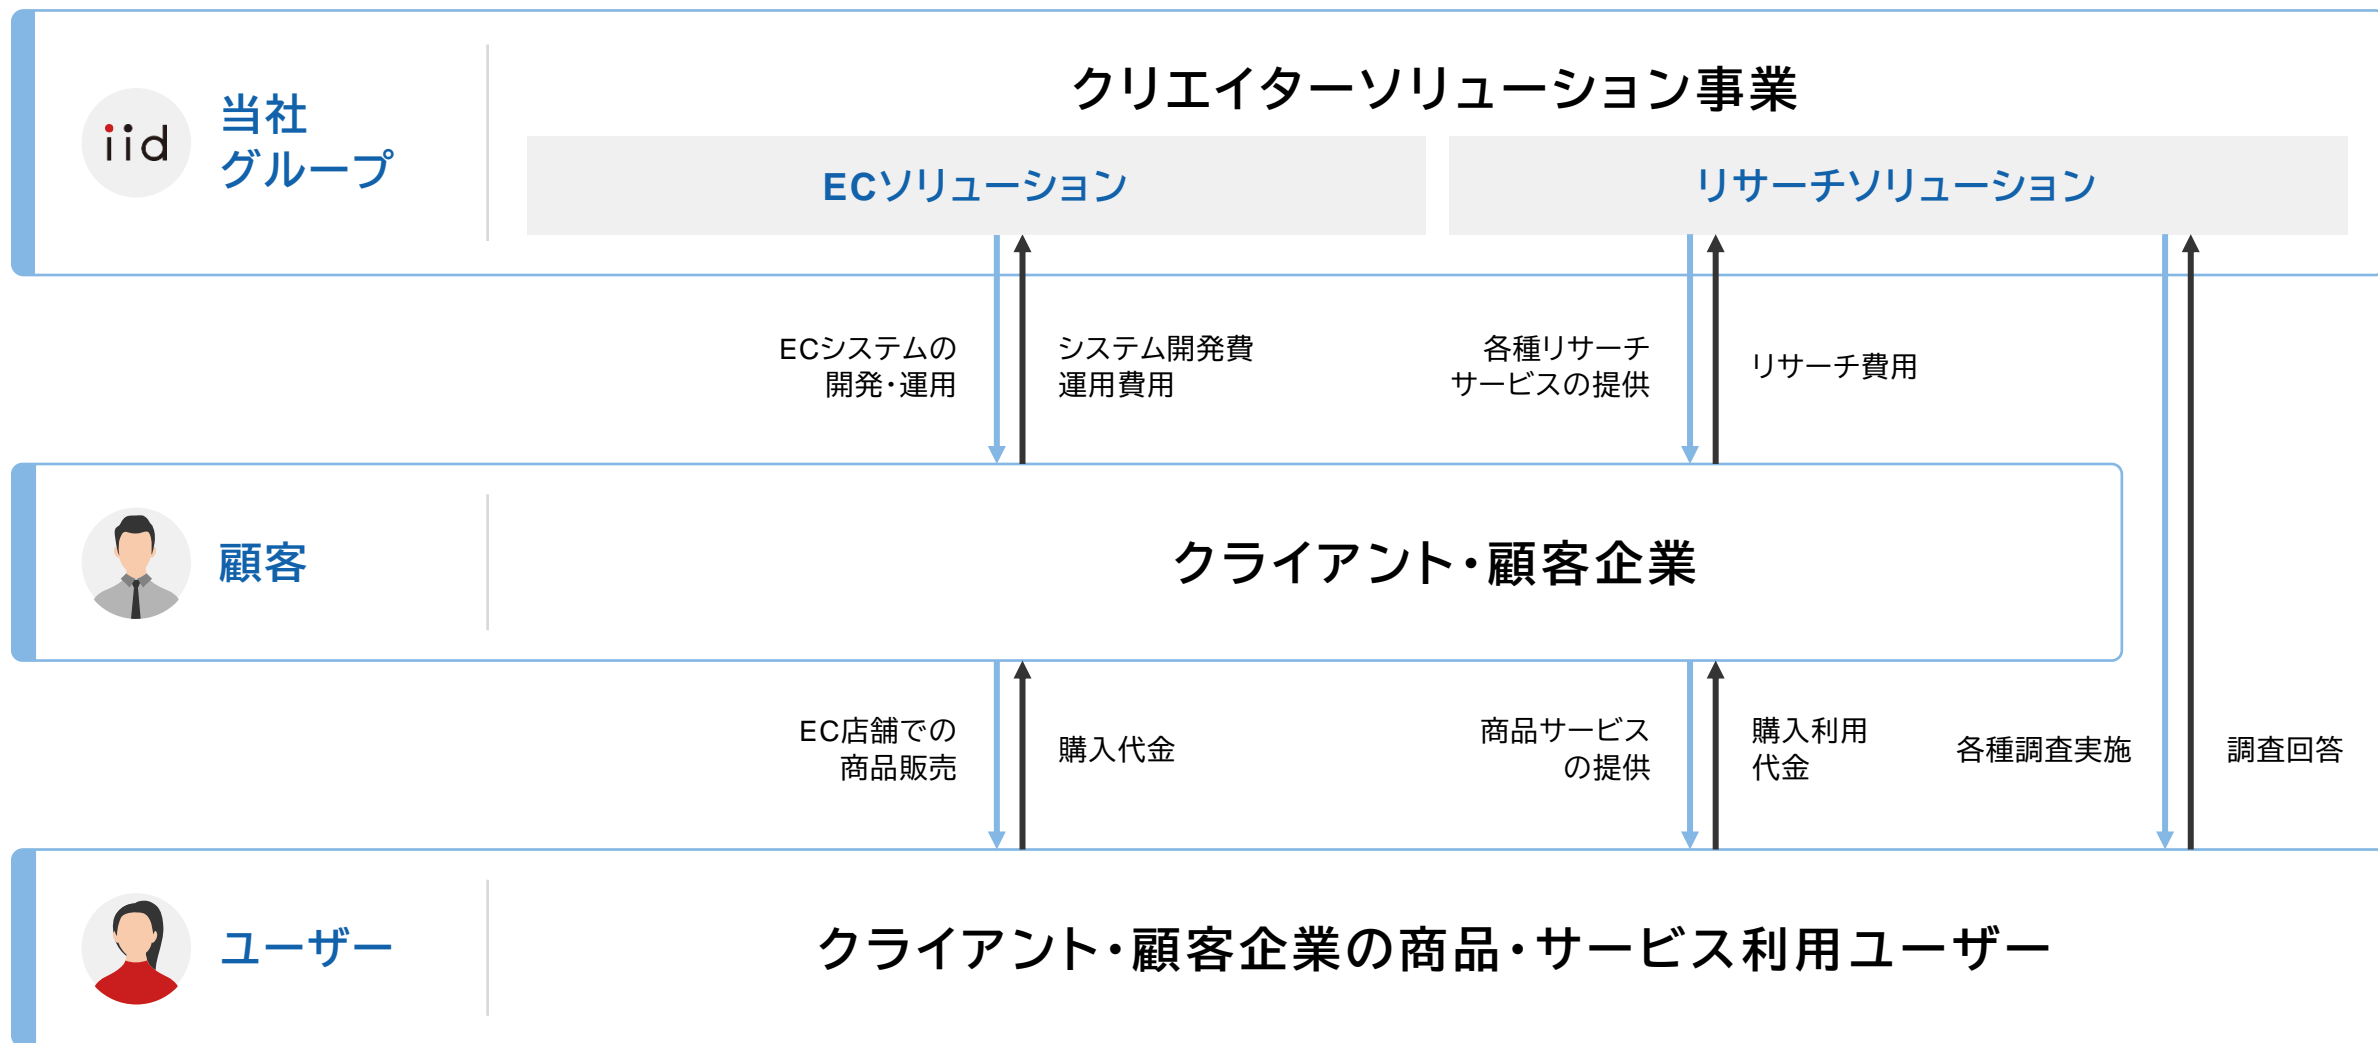 クリエイターソリューション事業
iid
当社
グループ
ECソリューション
リサーチソリューション
ECシステムの
開発・運用
システム開発費
運用費用
各種リサーチ
サービスの提供
リサーチ費用
顧客
クライアント・顧客企業
EC店舗での
商品販売
購入代金
商品サービス
の提供
購入利用
代金
各種調査実施
調査回答
ユーザー
クライアント・顧客企業の商品・サービス利用ユーザー